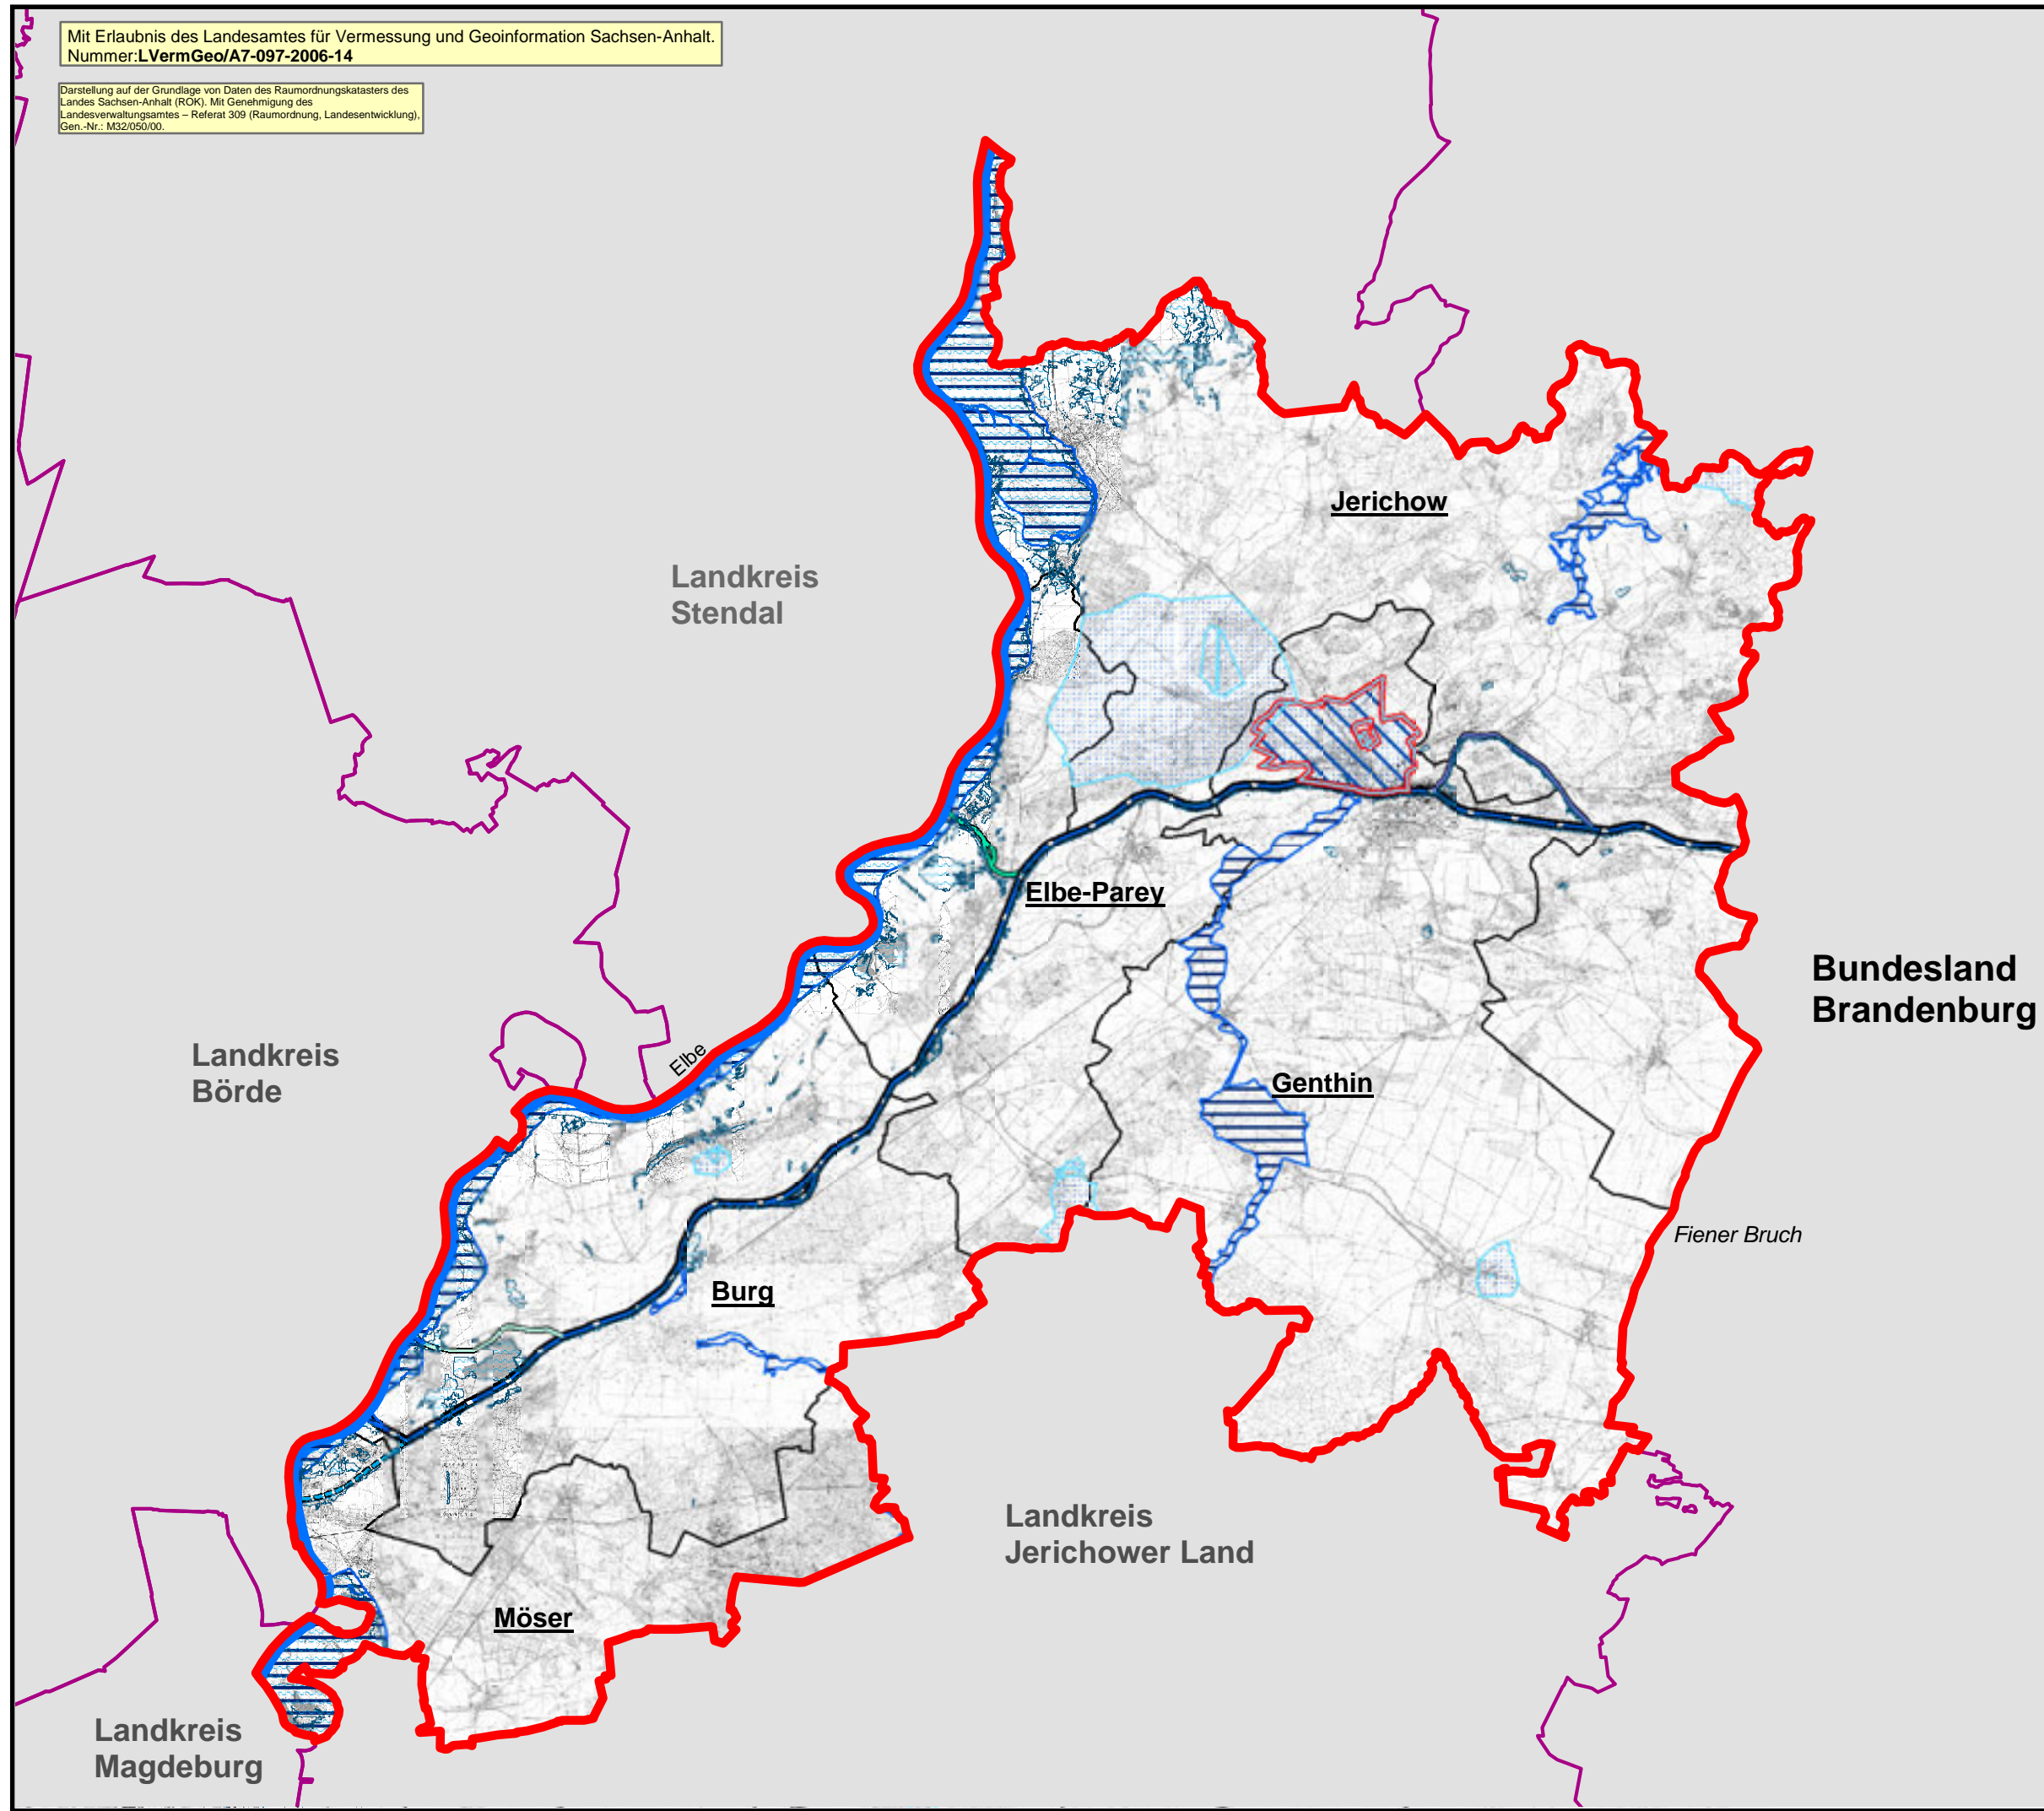 Mit Erlaubnis des Landesamtes für Vermessung und Geoinformation Sachsen-Anhalt.
Nummer:LVermGeo/A7-097-2006-14
Darstellung auf der Grundlage von Daten des Raumordnungskatasters des
Landes Sachsen-Anhalt (ROK). Mit Genehmigung des
Landesverwaltungsamtes – Referat 309 (Raumordnung, Landesentwicklung),
Gen.-Nr.: M32/050/00.
Jerichow
Landkreis
Stendal
Elbe-Parey
Bundesland
Brandenburg
Landkreis
Börde
Elbe
Genthin
Fiener Bruch
Burg
Landkreis
Jerichower Land
Möser
Landkreis
Magdeburg